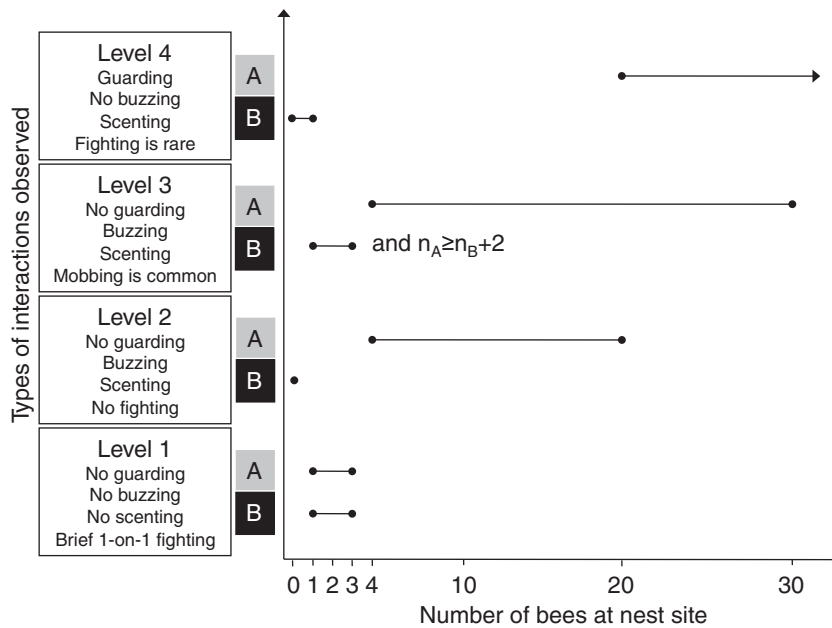 Types of interactions observed
Level 4
Guarding
No buzzing
Scenting
Fighting is rare
A
B
Level 3
No guarding
Buzzing
Scenting
Mobbing is common
A
B
and n_A≥n_B+2
Level 2
No guarding
Buzzing
Scenting
No fighting
A
B
Level 1
No guarding
No buzzing
No scenting
Brief 1-on-1 fighting
A
B
0 1 2 3 4 10 20 30
Number of bees at nest site